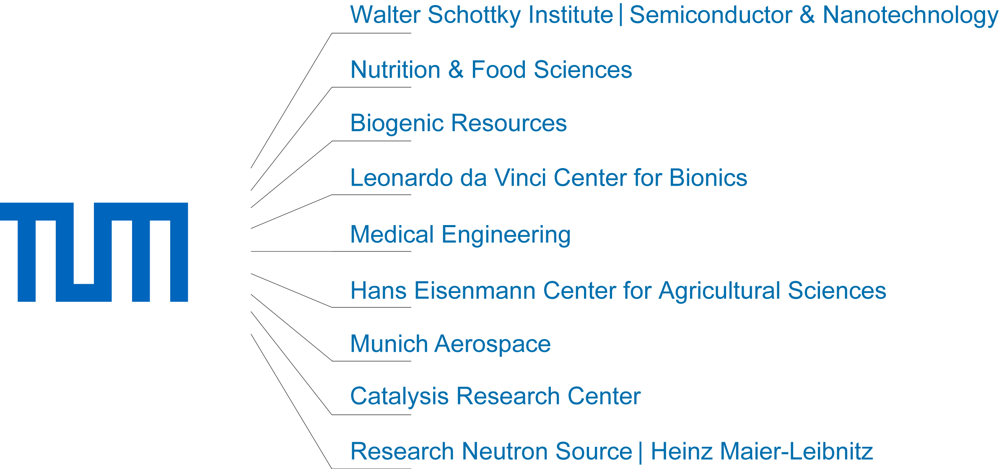 Walter Schottky Institute | Semiconductor & Nanotechnology
Nutrition & Food Sciences
Biogenic Resources
Leonardo da Vinci Center for Bionics
TUM
Medical Engineering
Hans Eisenmann Center for Agricultural Sciences
Munich Aerospace
Catalysis Research Center
Research Neutron Source | Heinz Maier-Leibnitz